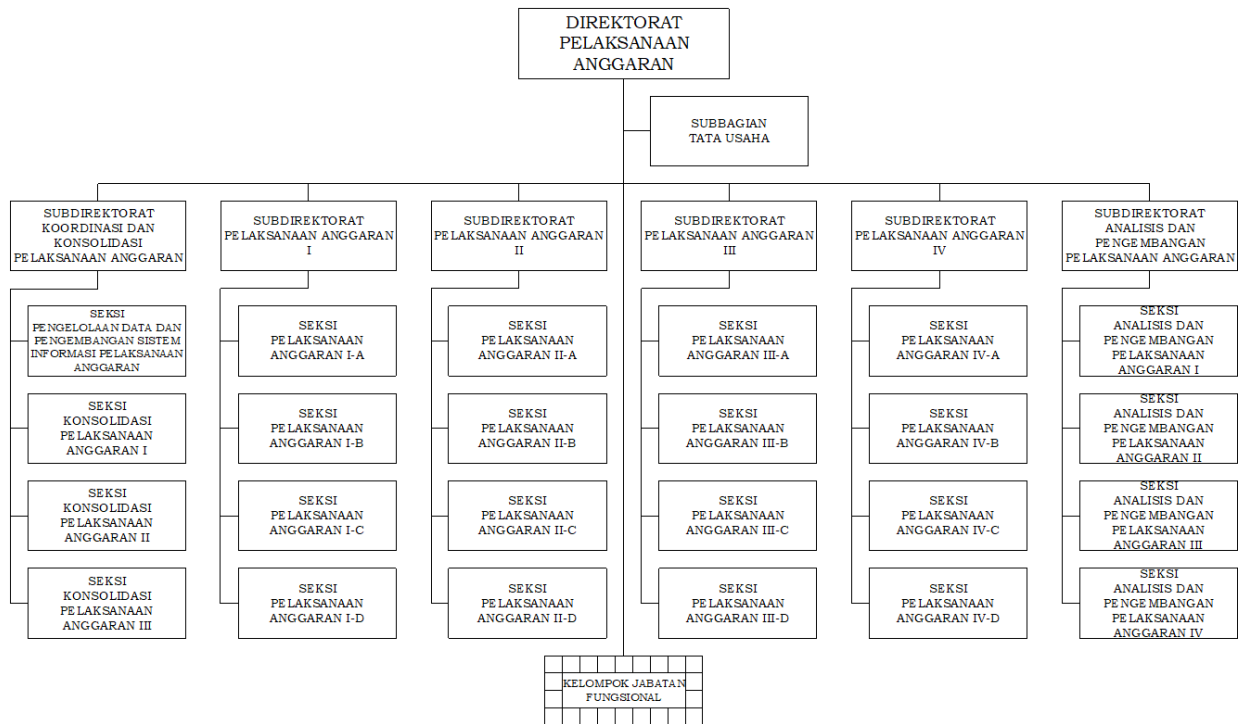 DIREKTORAT
PELAKSANAAN
ANGGARAN
SUBBAGIAN
TATA USAHA
SUBDIREKTORAT
KOORDINASI DAN
KONSOLIDASI
PELAKSANAAN ANGGARAN
SUBDIREKTORAT
PELAKSANAAN ANGGARAN
I
SUBDIREKTORAT
PELAKSANAAN ANGGARAN
II
SUBDIREKTORAT
PELAKSANAAN ANGGARAN
III
SUBDIREKTORAT
PELAKSANAAN ANGGARAN
IV
SUBDIREKTORAT
ANALISIS DAN
PENGEMBANGAN
PELAKSANAAN ANGGARAN
SEKSI
PENGELOLAAN DATA DAN
PENGEMBANGAN SISTEM
INFORMASI PELAKSANAAN
ANGGARAN
SEKSI
PELAKSANAAN
ANGGARAN I-A
SEKSI
PELAKSANAAN
ANGGARAN II-A
SEKSI
PELAKSANAAN
ANGGARAN III-A
SEKSI
PELAKSANAAN
ANGGARAN IV-A
SEKSI
ANALISIS DAN
PENGEMBANGAN
PELAKSANAAN
ANGGARAN I
SEKSI
KONSOLIDASI
PELAKSANAAN
ANGGARAN I
SEKSI
PELAKSANAAN
ANGGARAN I-B
SEKSI
PELAKSANAAN
ANGGARAN II-B
SEKSI
PELAKSANAAN
ANGGARAN III-B
SEKSI
PELAKSANAAN
ANGGARAN IV-B
SEKSI
ANALISIS DAN
PENGEMBANGAN
PELAKSANAAN
ANGGARAN II
SEKSI
KONSOLIDASI
PELAKSANAAN
ANGGARAN II
SEKSI
PELAKSANAAN
ANGGARAN I-C
SEKSI
PELAKSANAAN
ANGGARAN II-C
SEKSI
PELAKSANAAN
ANGGARAN III-C
SEKSI
PELAKSANAAN
ANGGARAN IV-C
SEKSI
ANALISIS DAN
PENGEMBANGAN
PELAKSANAAN
ANGGARAN III
SEKSI
KONSOLIDASI
PELAKSANAAN
ANGGARAN III
SEKSI
PELAKSANAAN
ANGGARAN I-D
SEKSI
PELAKSANAAN
ANGGARAN II-D
SEKSI
PELAKSANAAN
ANGGARAN III-D
SEKSI
PELAKSANAAN
ANGGARAN IV-D
SEKSI
ANALISIS DAN
PENGEMBANGAN
PELAKSANAAN
ANGGARAN IV
KELOMPOK JABATAN
FUNGSIONAL